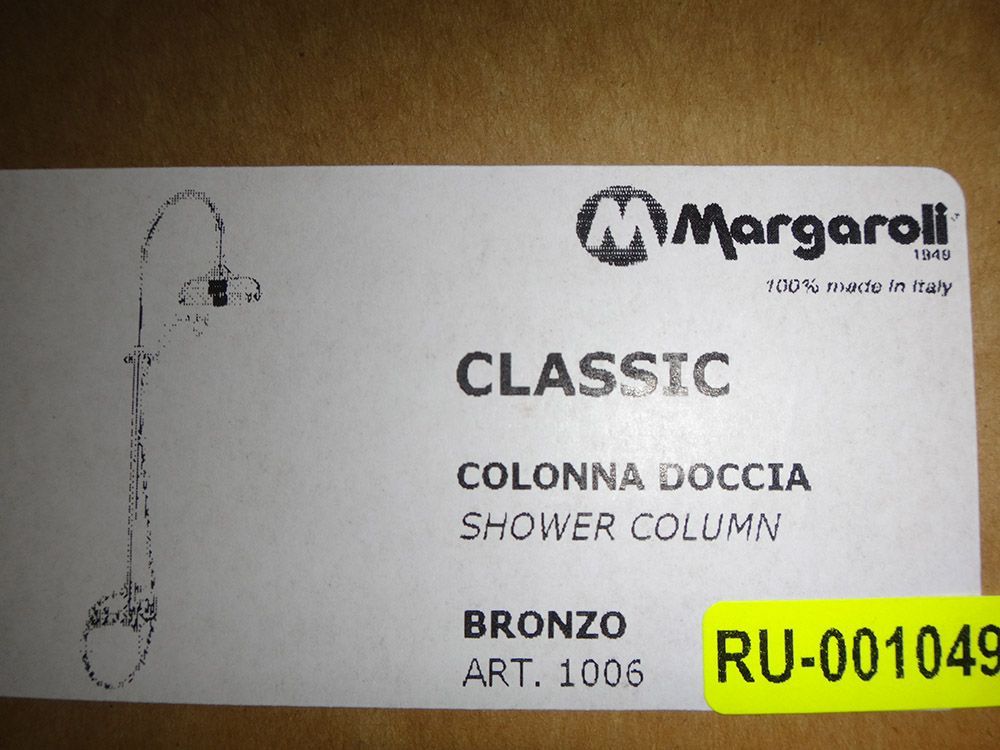 M Margaroli
1949
100% made in Italy
CLASSIC
COLONNA DOCCIA
SHOWER COLUMN
BRONZO
ART. 1006
RU-001049